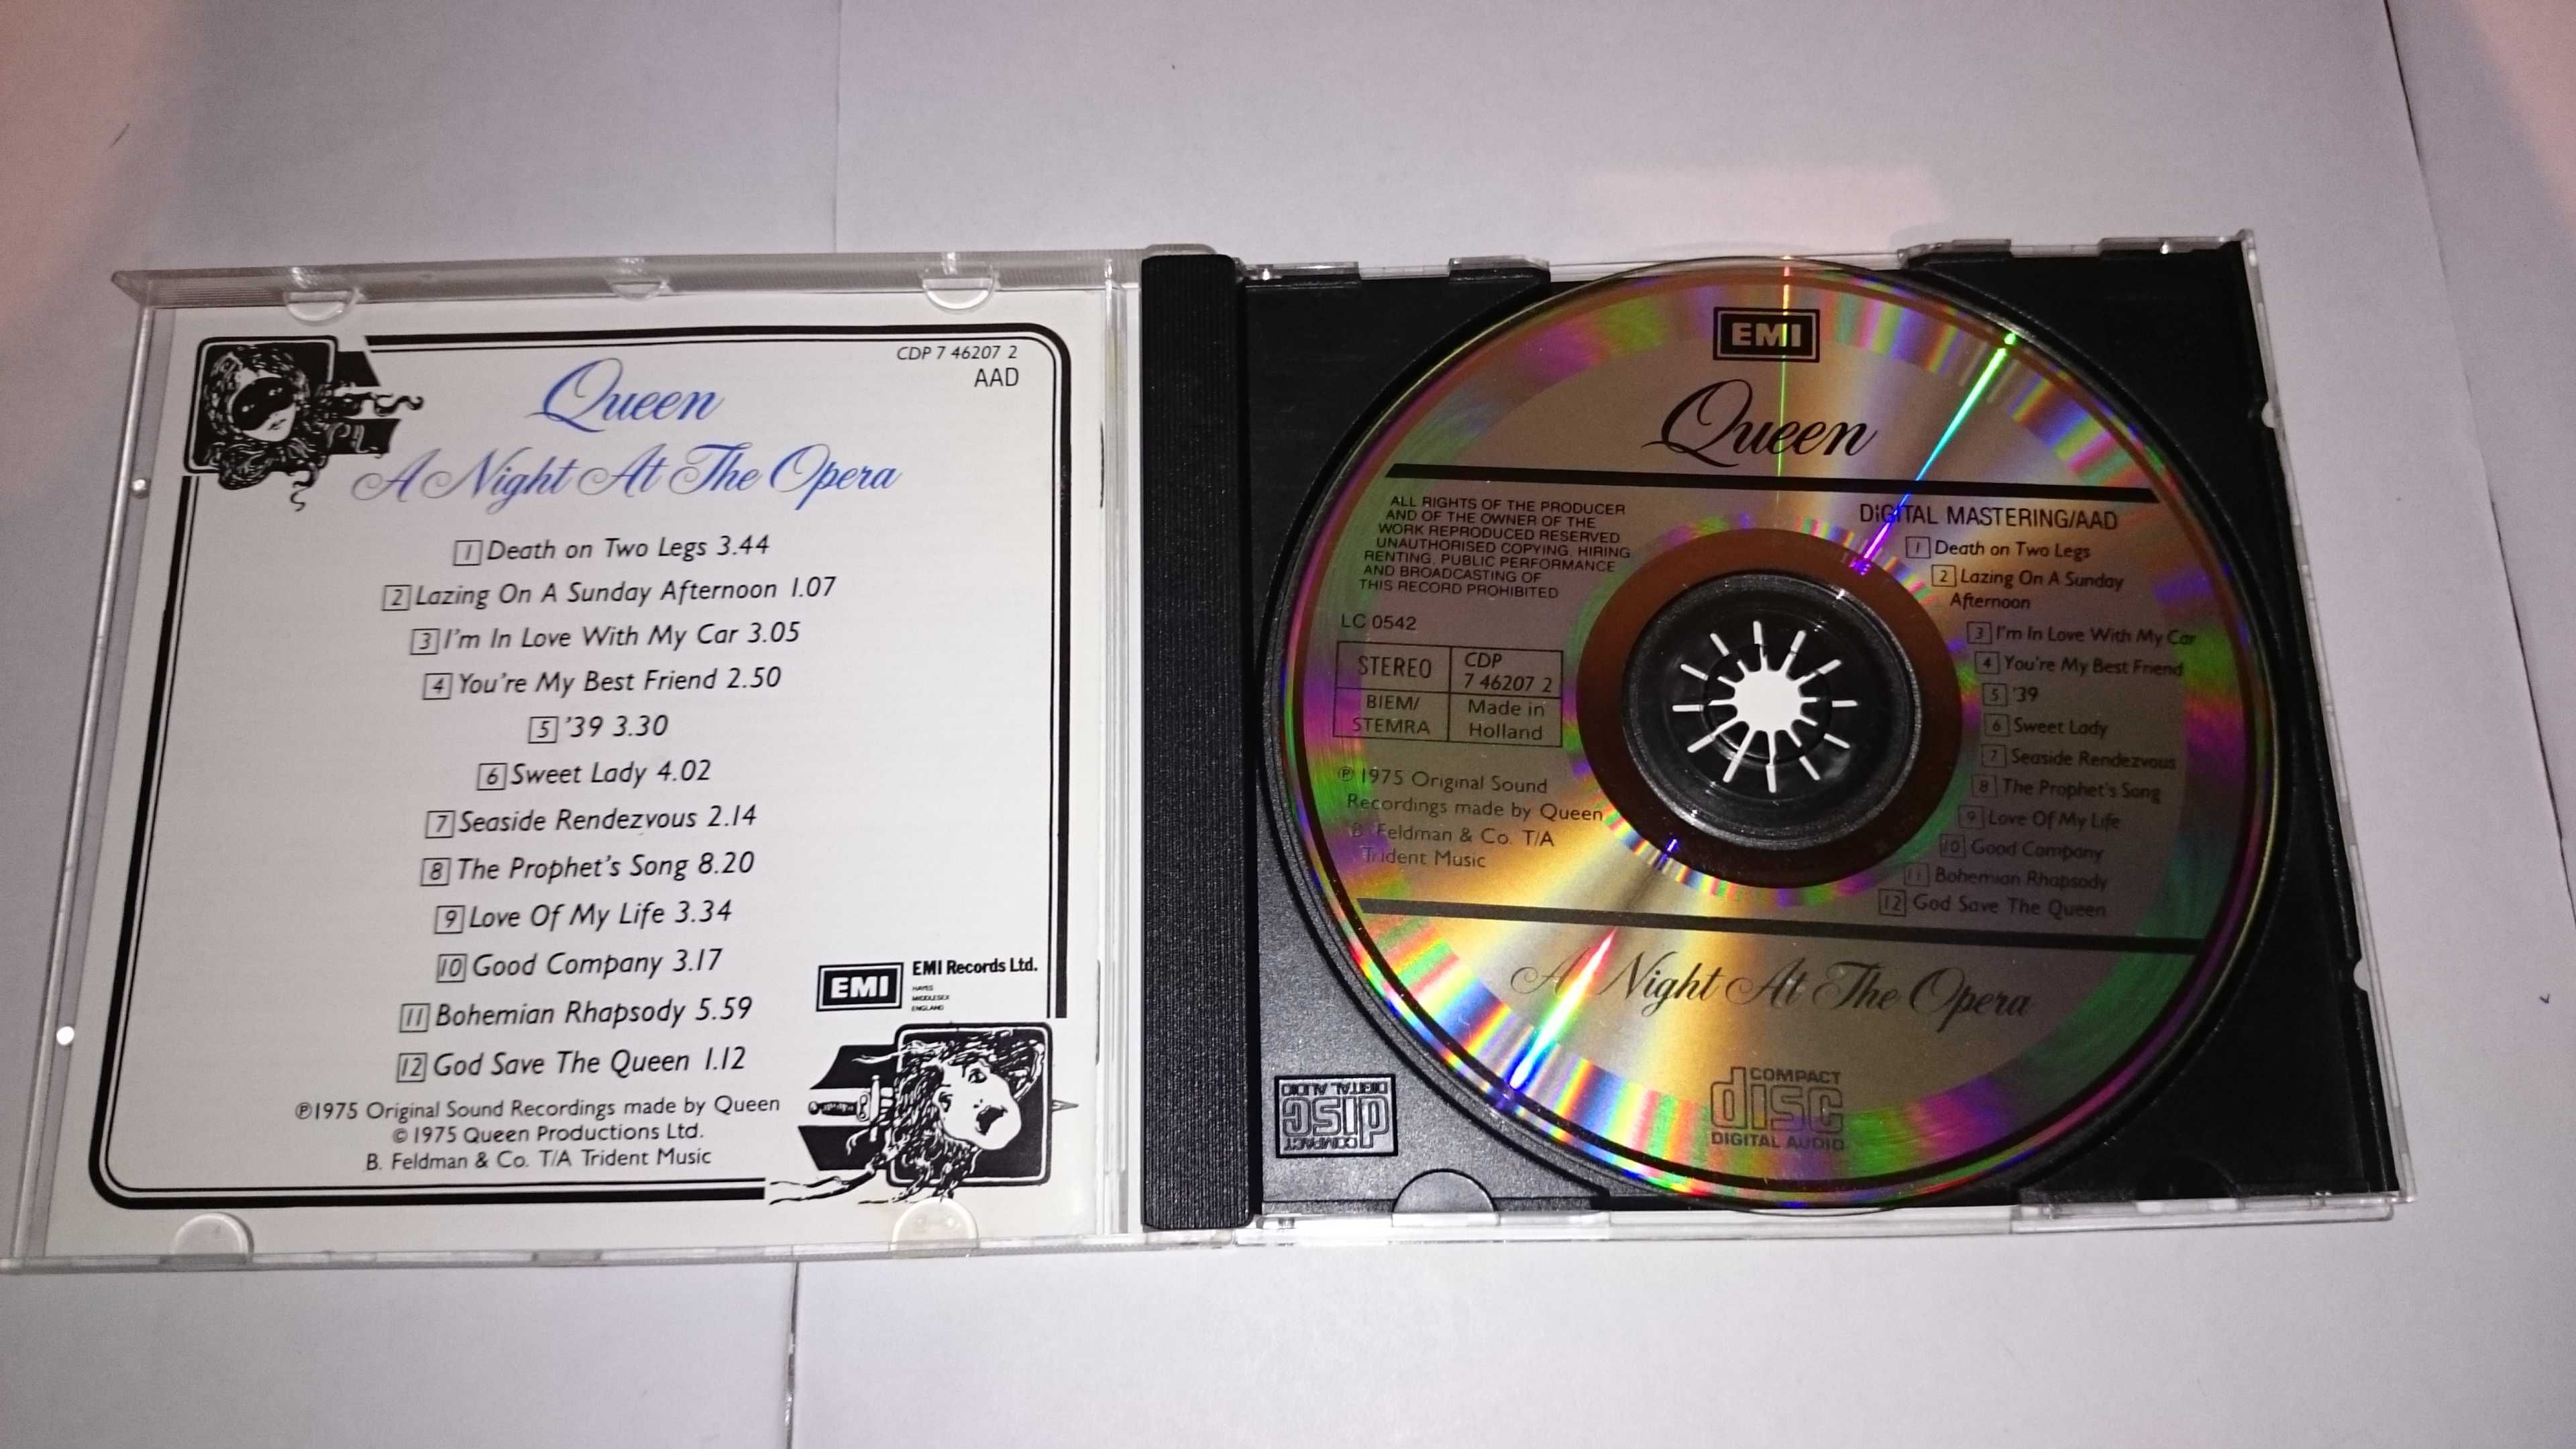 CDP 7 46207 2
AAD
Queen
A Night At The Opera
1 Death on Two Legs 3.44
2 Lazing On A Sunday Afternoon 1.07
3 I'm In Love With My Car 3.05
4 You're My Best Friend 2.50
5 '39 3.30
6 Sweet Lady 4.02
7 Seaside Rendezvous 2.14
8 The Prophet's Song 8.20
9 Love Of My Life 3.34
10 Good Company 3.17
11 Bohemian Rhapsody 5.59
12 God Save The Queen 1.12
EMI
EMI Records Ltd.
HAYES
MIDDLESEX
ENGLAND
℗1975 Original Sound Recordings made by Queen
©1975 Queen Productions Ltd.
B. Feldman & Co. T/A Trident Music
EMI
Queen
ALL RIGHTS OF THE PRODUCER
AND OF THE OWNER OF THE
WORK REPRODUCED RESERVED
UNAUTHORISED COPYING, HIRING
RENTING, PUBLIC PERFORMANCE
AND BROADCASTING OF
THIS RECORD PROHIBITED
LC 0542
STEREO
CDP
7 46207 2
BIEM/
STEMRA
Made in
Holland
℗ 1975 Original Sound
Recordings made by Queen
B. Feldman & Co. T/A
Trident Music
DIGITAL MASTERING/AAD
1 Death on Two Legs
2 Lazing On A Sunday
Afternoon
3 I'm In Love With My Car
4 You're My Best Friend
5 '39
6 Sweet Lady
7 Seaside Rendezvous
8 The Prophet's Song
9 Love Of My Life
10 Good Company
11 Bohemian Rhapsody
12 God Save The Queen
A Night At The Opera
COMPACT
disc
DIGITAL AUDIO
COMPACT
disc
DIGITAL AUDIO